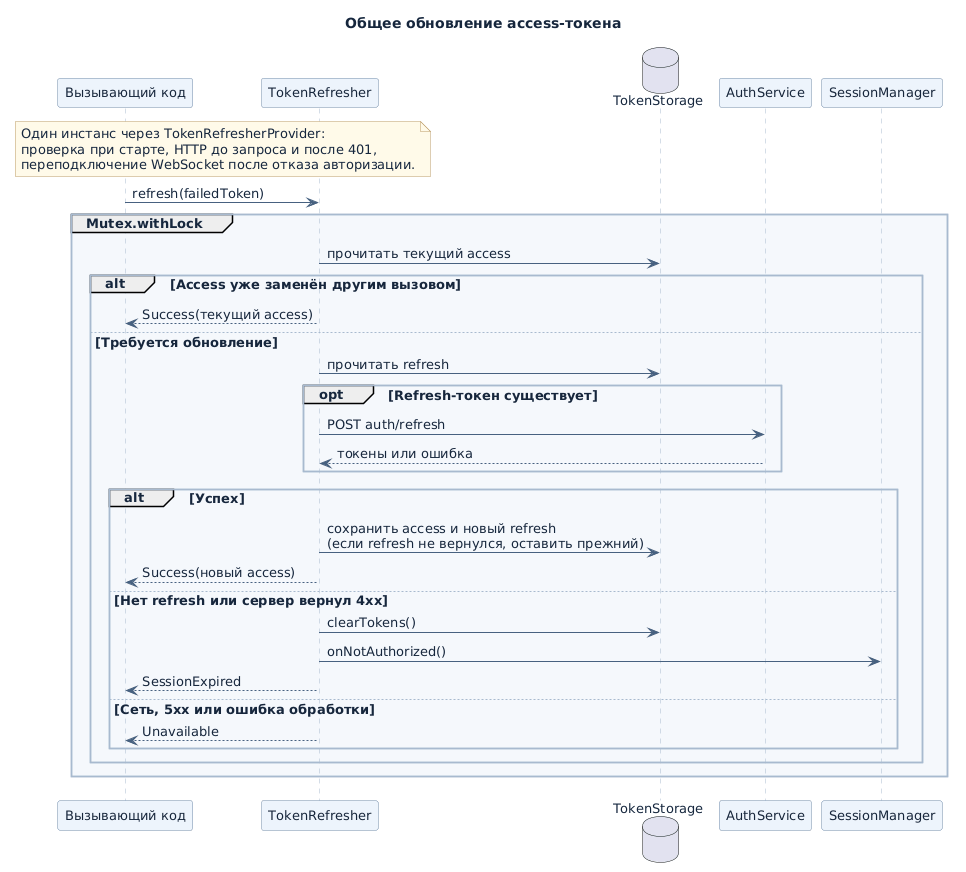 Общее обновление access-токена
Вызывающий код
TokenRefresher
TokenStorage
AuthService
SessionManager
Один инстанс через TokenRefresherProvider:
проверка при старте, HTTP до запроса и после 401,
переподключение WebSocket после отказа авторизации.
refresh(failedToken)
Mutex.withLock
прочитать текущий access
alt
[Access уже заменён другим вызовом]
Success(текущий access)
[Требуется обновление]
прочитать refresh
opt
[Refresh-токен существует]
POST auth/refresh
токены или ошибка
alt
[Успех]
сохранить access и новый refresh
(если refresh не вернулся, оставить прежний)
Success(новый access)
[Нет refresh или сервер вернул 4xx]
clearTokens()
onNotAuthorized()
SessionExpired
[Сеть, 5xx или ошибка обработки]
Unavailable
Вызывающий код
TokenRefresher
TokenStorage
AuthService
SessionManager